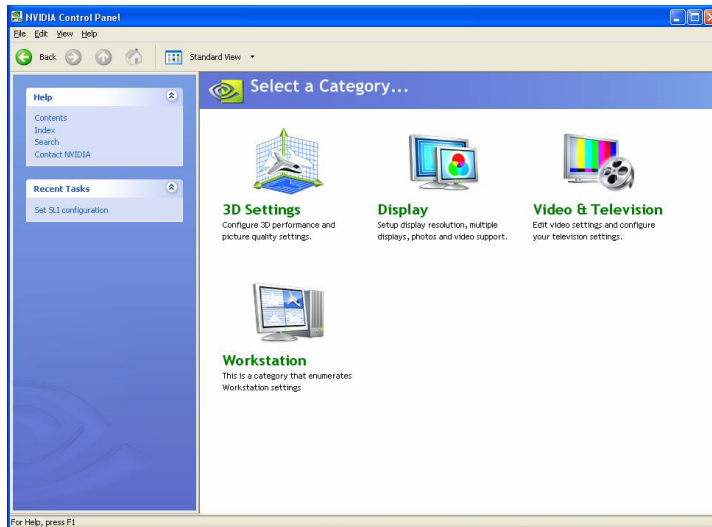 NVIDIA Control Panel
File Edit View Help
Back Standard View
Help
Contents
Index
Search
Contact NVIDIA
Recent Tasks
Set SLI configuration
Select a Category...
3D Settings
Configure 3D performance and
picture quality settings.
Display
Setup display resolution, multiple
displays, photos and video support.
Video & Television
Edit video settings and configure
your television settings.
Workstation
This is a category that enumerates
Workstation settings
For Help, press F1